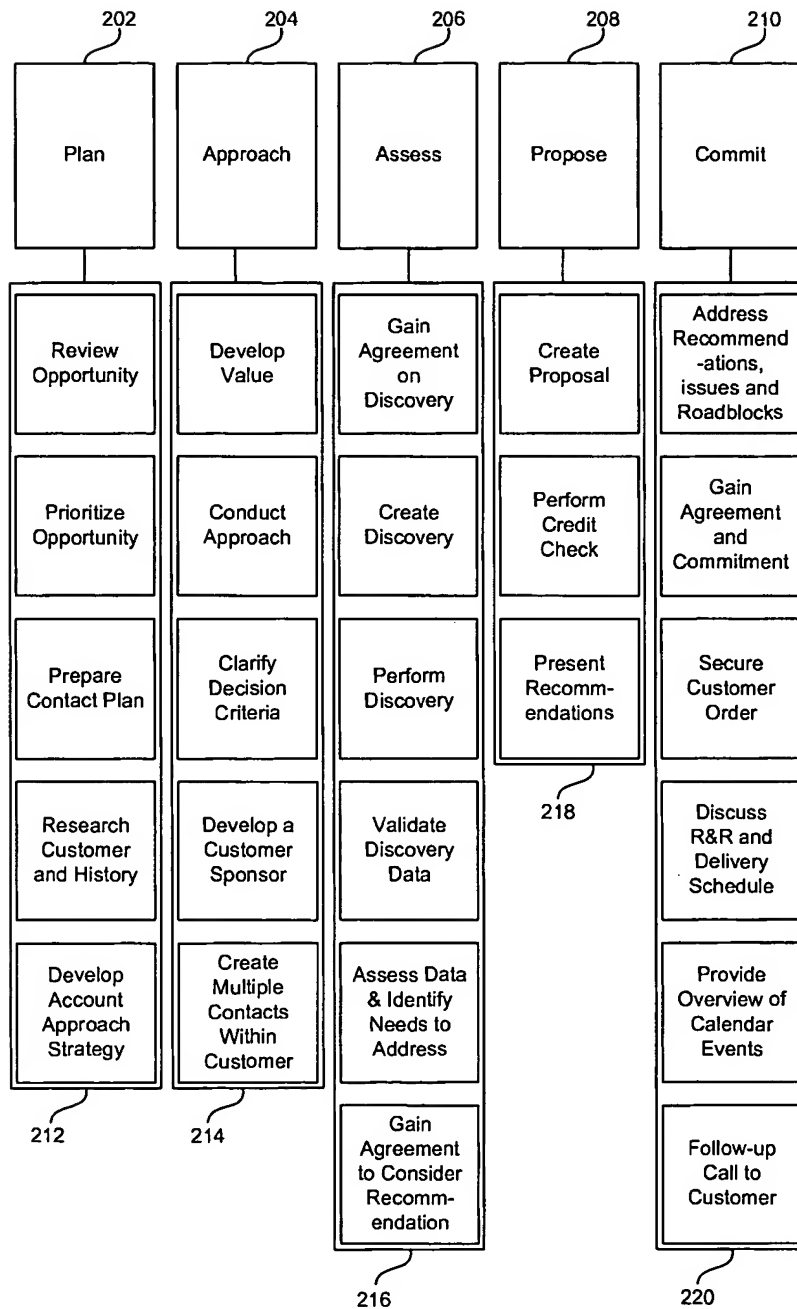 202
204
206
208
210
Plan
Approach
Assess
Propose
Commit
Review
Opportunity
Prioritize
Opportunity
Prepare
Contact Plan
Research
Customer
and History
Develop
Account
Approach
Strategy
212
Develop
Value
Conduct
Approach
Clarify
Decision
Criteria
Develop a
Customer
Sponsor
Create
Multiple
Contacts
Within
Customer
214
Gain
Agreement
on
Discovery
Create
Discovery
Perform
Discovery
Validate
Discovery
Data
Assess Data
& Identify
Needs to
Address
Gain
Agreement
to Consider
Recomm-
endation
216
Create
Proposal
Perform
Credit
Check
Present
Recomm-
endations
218
Address
Recommend
-ations,
issues and
Roadblocks
Gain
Agreement
and
Commitment
Secure
Customer
Order
Discuss
R&R and
Delivery
Schedule
Provide
Overview of
Calendar
Events
Follow-up
Call to
Customer
220